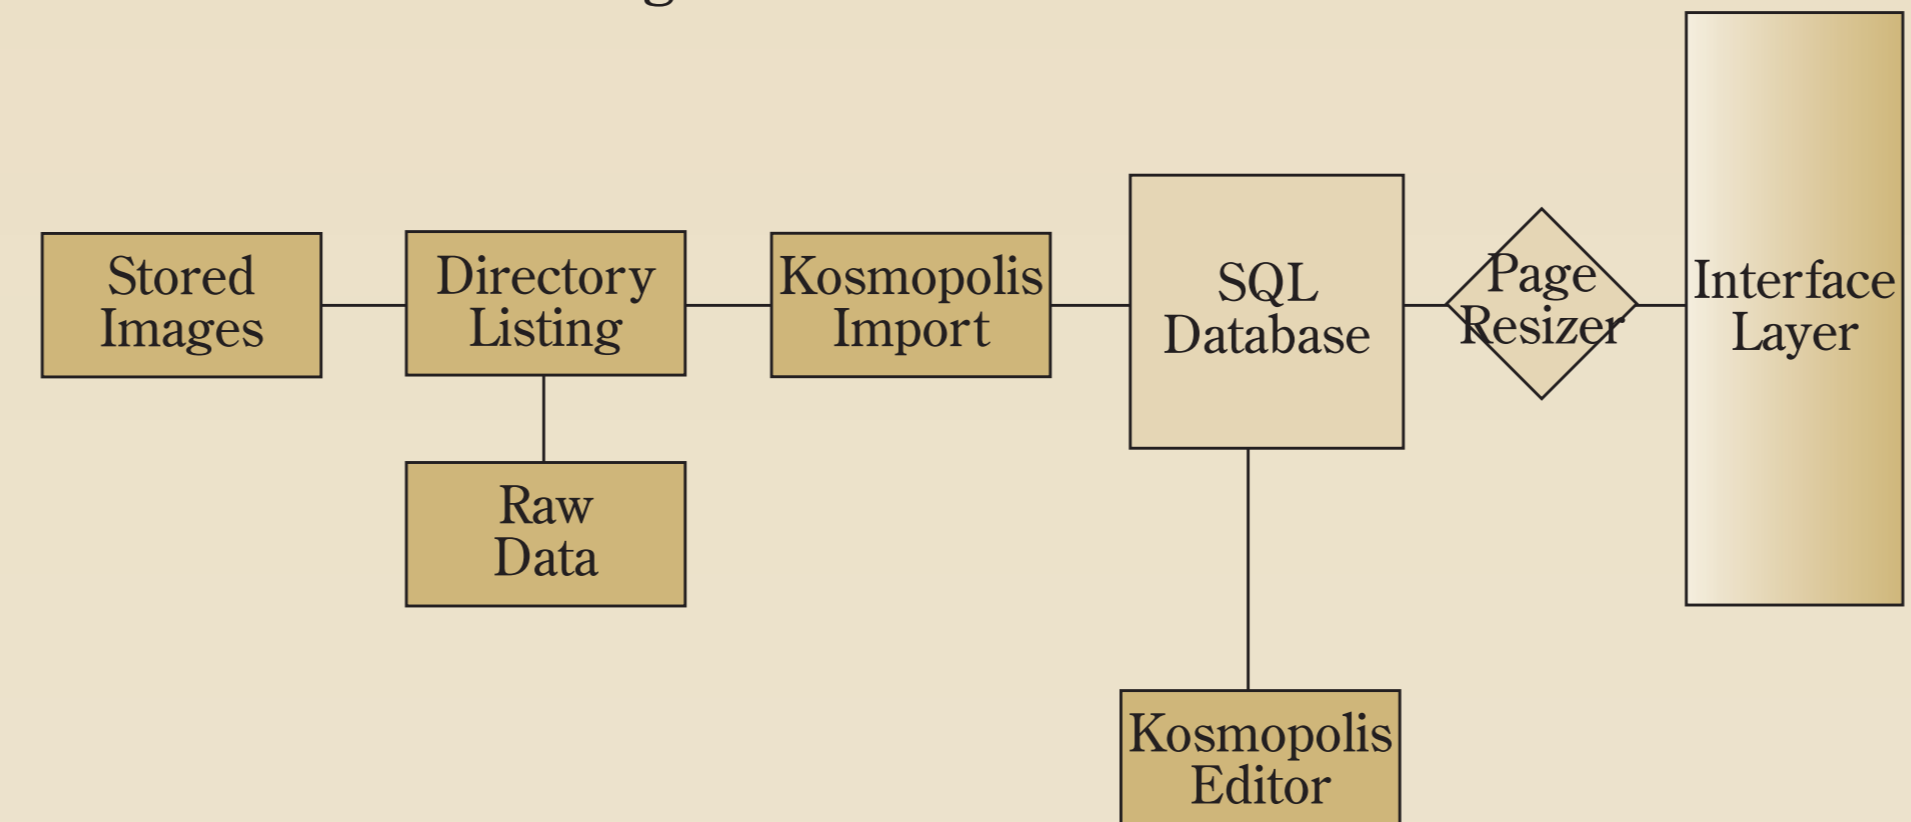 Stored
Images
Directory
Listing
Kosmopolis
Import
SQL
Database
Page
Resizer
Interface
Layer
Raw
Data
Kosmopolis
Editor